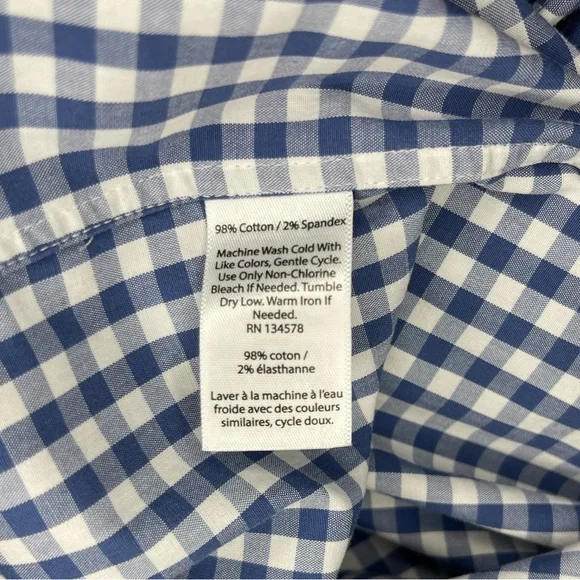 98% Cotton / 2% Spandex
Machine Wash Cold With
Like Colors, Gentle Cycle.
Use Only Non-Chlorine
Bleach If Needed. Tumble
Dry Low. Warm Iron If
Needed.
RN 134578
98% coton /
2% élasthanne
Laver à la machine à l'eau
froide avec des couleurs
similaires, cycle doux.